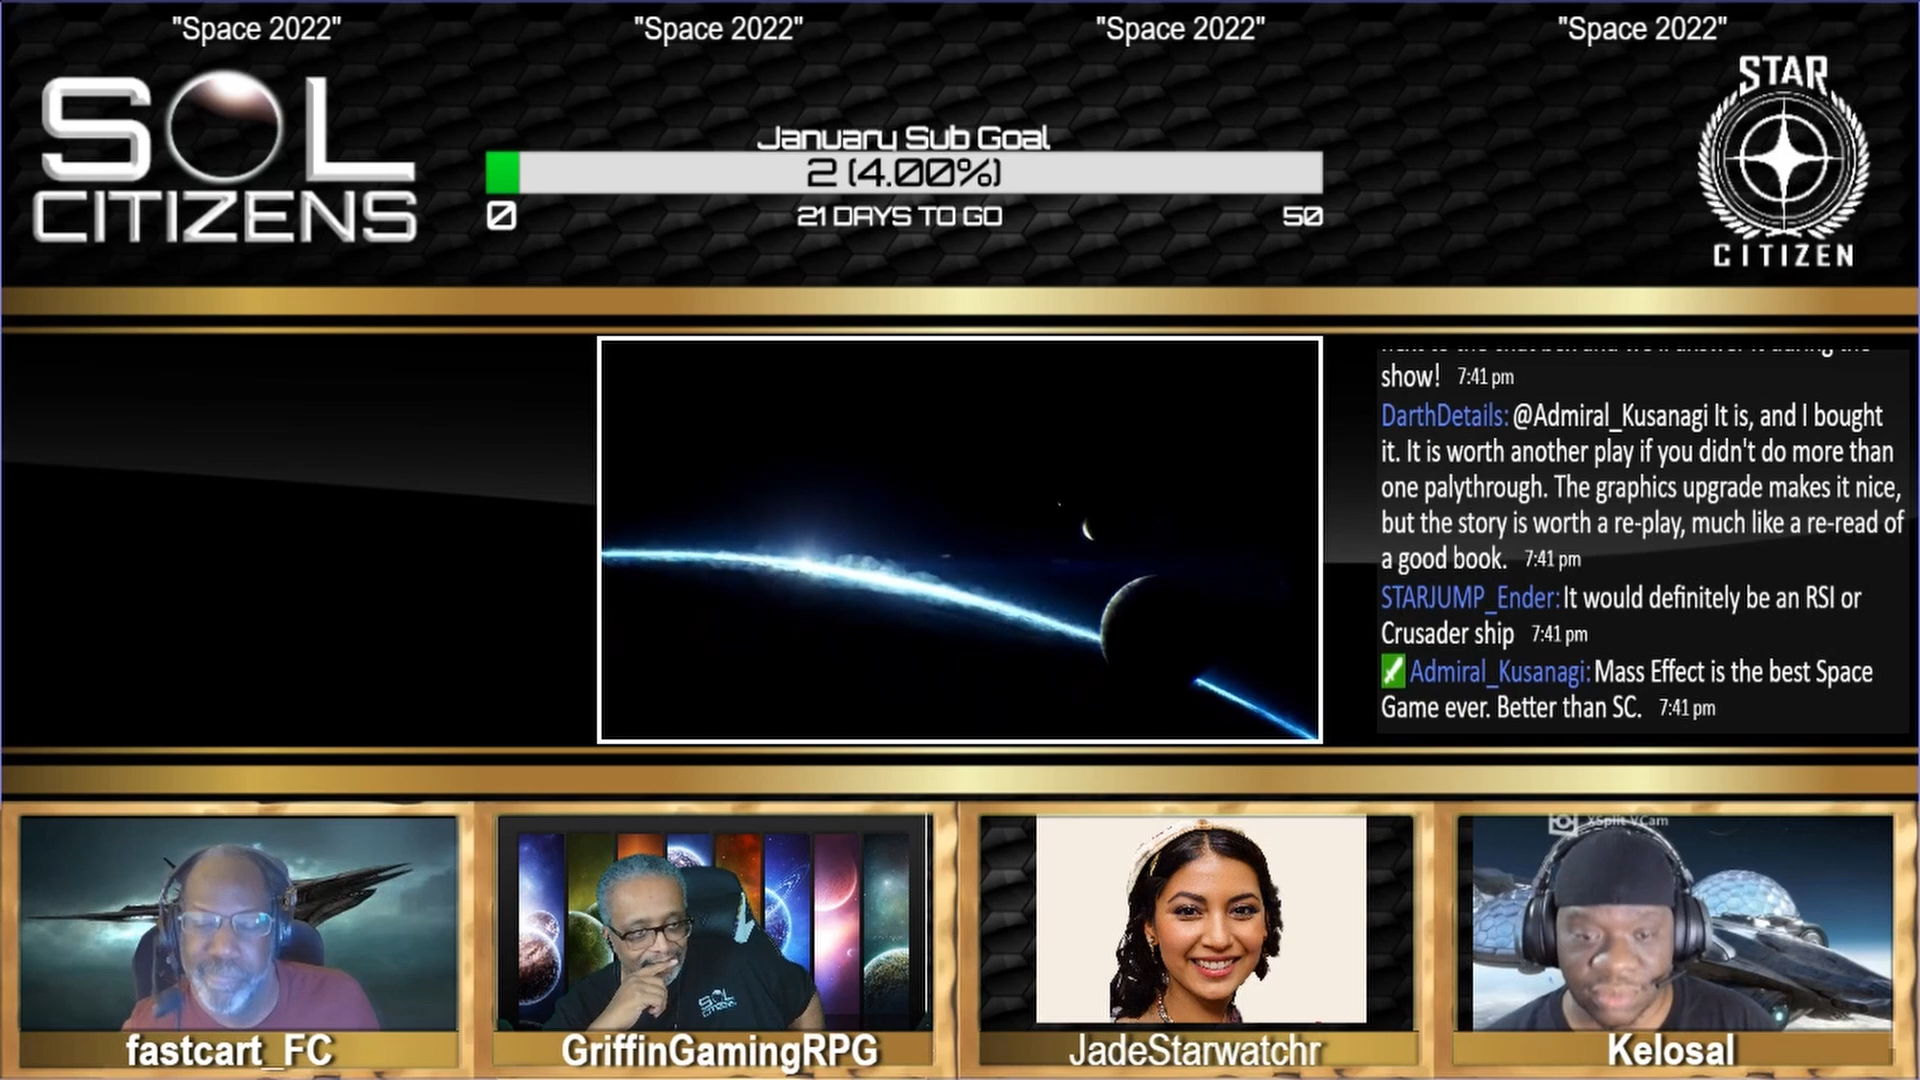 "Space 2022" "Space 2022" "Space 2022" "Space 2022"
SOL
CITIZENS
January Sub Goal
2 (4.00%)
0 21 DAYS TO GO 50
STAR
CITIZEN
show! 7:41 pm
DarthDetails: @Admiral_Kusanagi It is, and I bought
it. It is worth another play if you didn't do more than
one palythrough. The graphics upgrade makes it nice,
but the story is worth a re-play, much like a re-read of
a good book. 7:41 pm
STARJUMP_Ender: It would definitely be an RSI or
Crusader ship 7:41 pm
Admiral_Kusanagi: Mass Effect is the best Space
Game ever. Better than SC. 7:41 pm
XSplit VCam
SOL
CITIZENS
fastcart_FC
GriffinGamingRPG
JadeStarwatchr
Kelosal